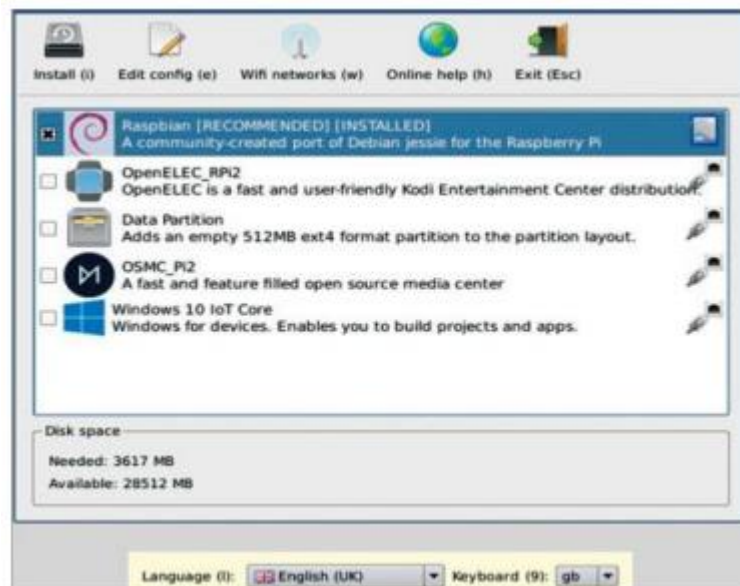 Install (i) Edit config (e) Wifi networks (w) Online help (h) Exit (Esc)
Raspbian [RECOMMENDED] [INSTALLED]
A community-created port of Debian jessie for the Raspberry Pi
OpenELEC_RPi2
OpenELEC is a fast and user-friendly Kodi Entertainment Center distribution.
Data Partition
Adds an empty 512MB ext4 format partition to the partition layout.
OSMC_Pi2
A fast and feature filled open source media center
Windows 10 IoT Core
Windows for devices. Enables you to build projects and apps.
Disk space
Needed: 3617 MB
Available: 28512 MB
Language (l): English (UK) Keyboard (9): gb